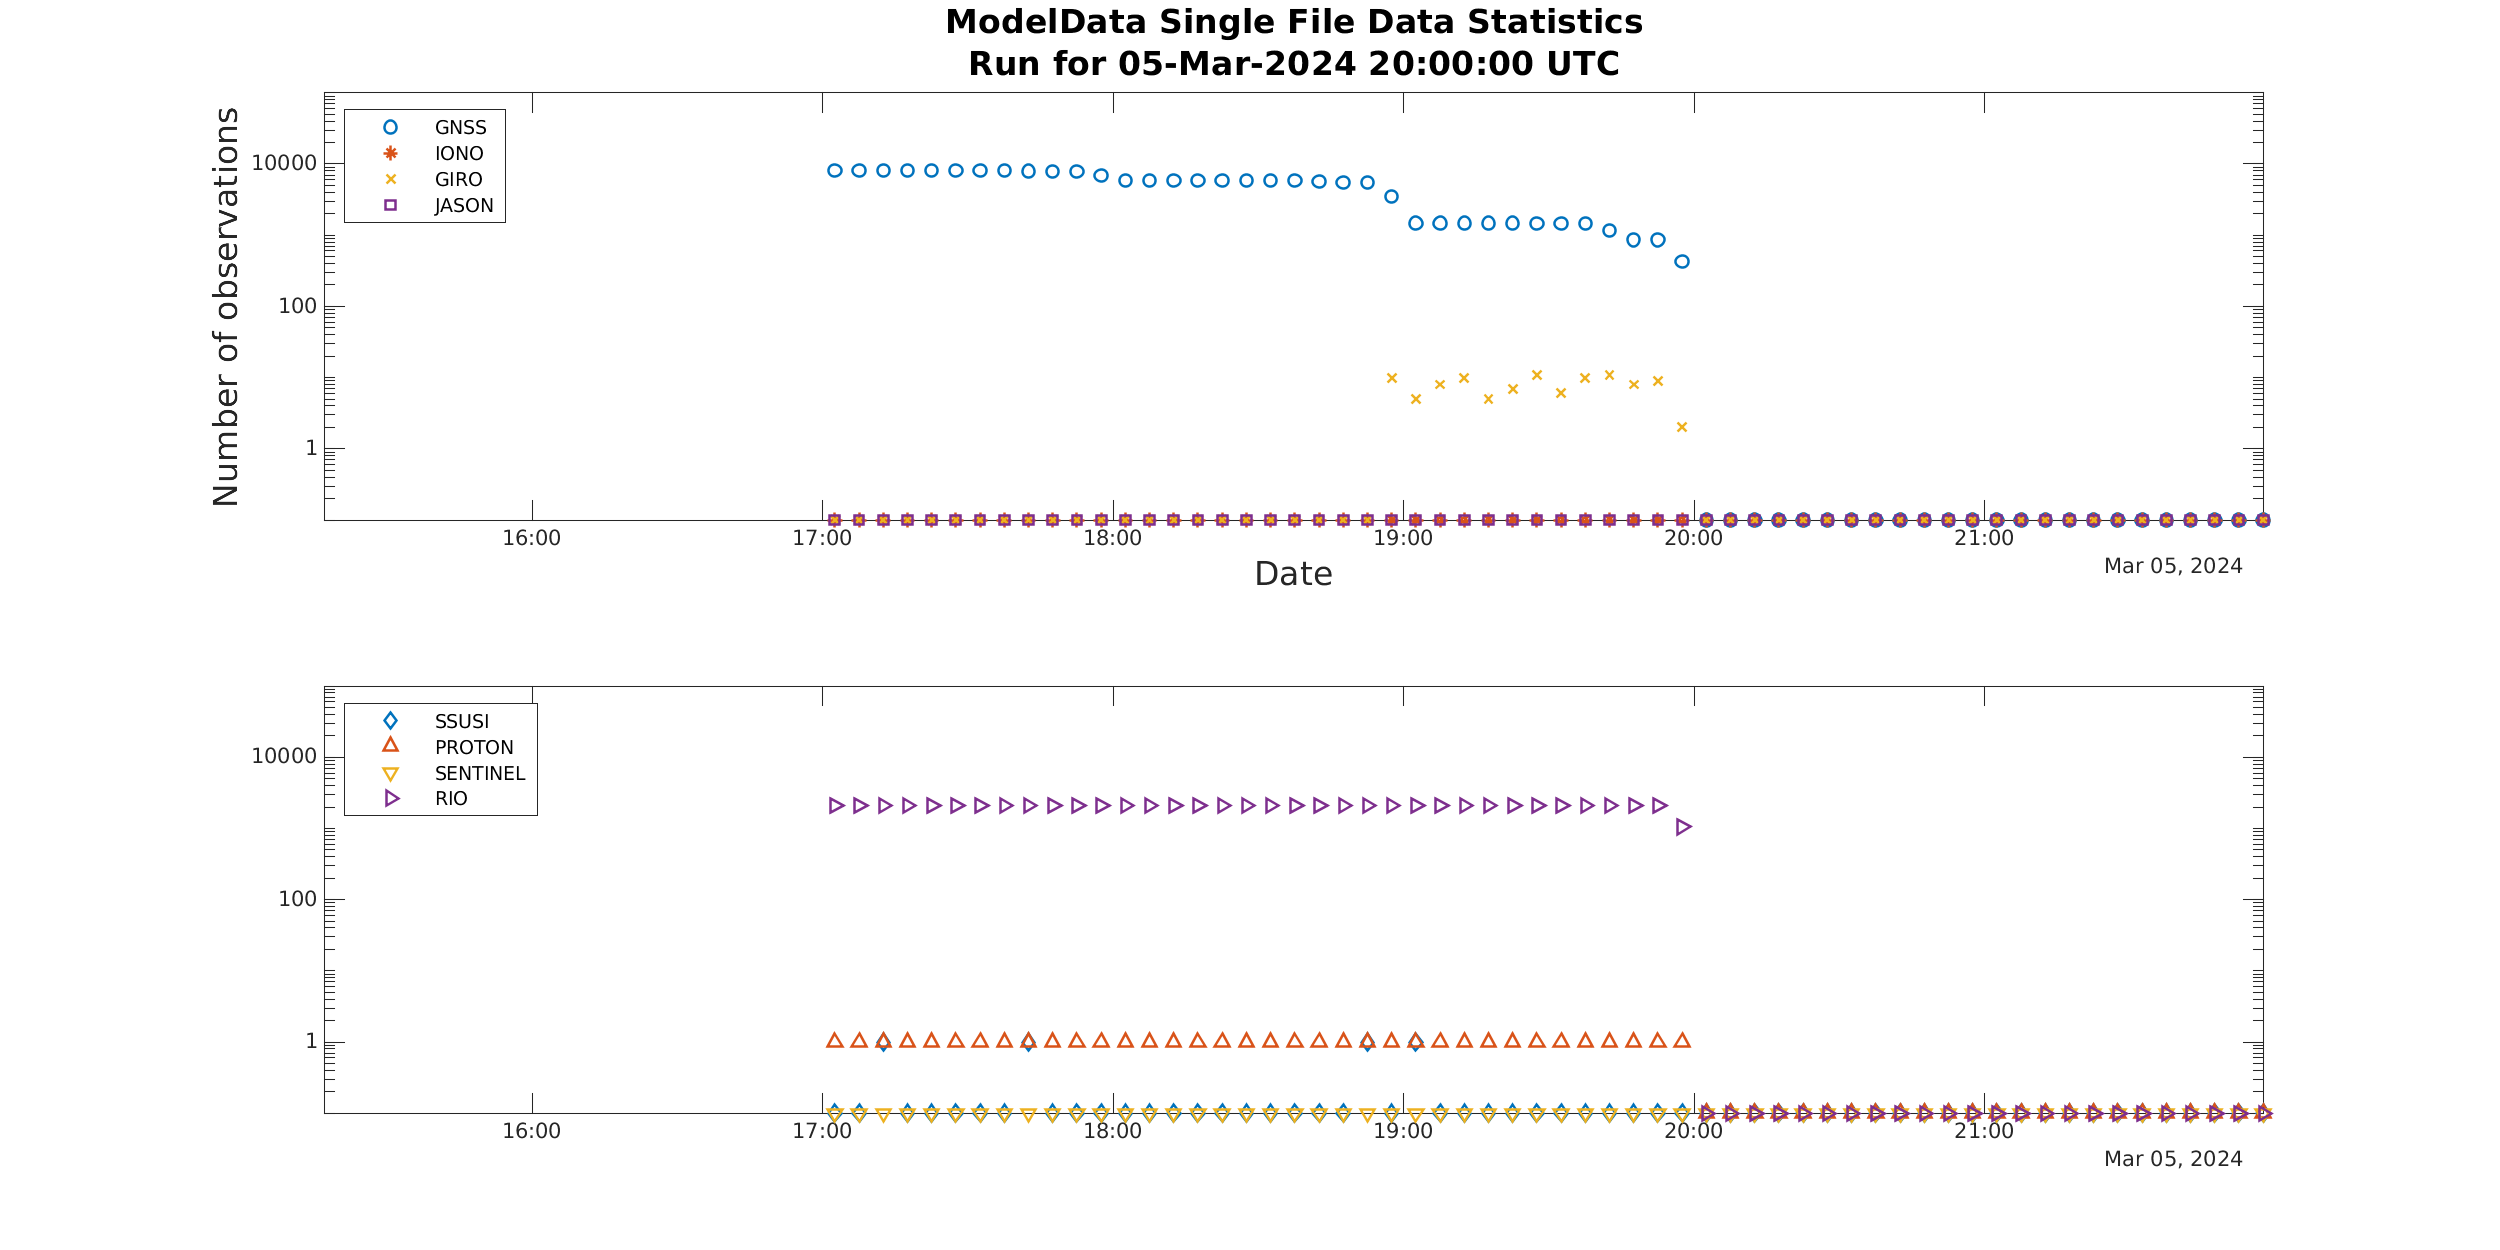 ModelData Single File Data Statistics
Run for 05-Mar-2024 20:00:00 UTC
Number of observations
10000
100
1
GNSS
IONO
GIRO
JASON
16:00 17:00 18:00 19:00 20:00 21:00
Mar 05, 2024
Date
10000
100
1
SSUSI
PROTON
SENTINEL
RIO
16:00 17:00 18:00 19:00 20:00 21:00
Mar 05, 2024